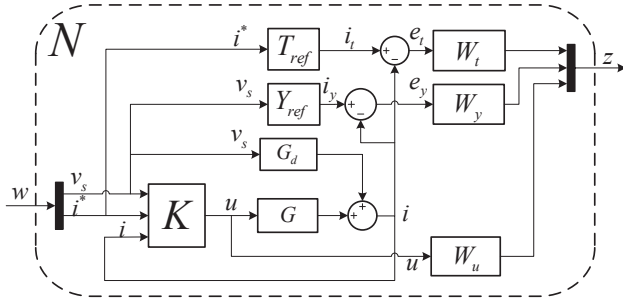 N
i* T_ref i_t − e_t W_t
z
v_s Y_ref i_y − e_y W_y
v_s G_d
w v_s
i* K u G + + i
i
u W_u